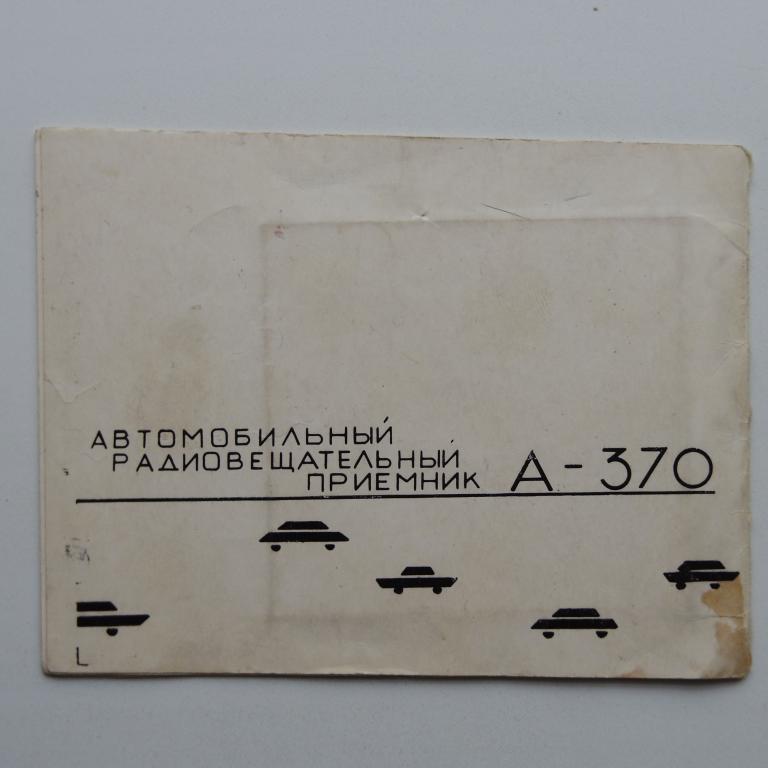 АВТОМОБИЛЬНЫЙ
РАДИОВЕЩАТЕЛЬНЫЙ
ПРИЕМНИК А-370
L